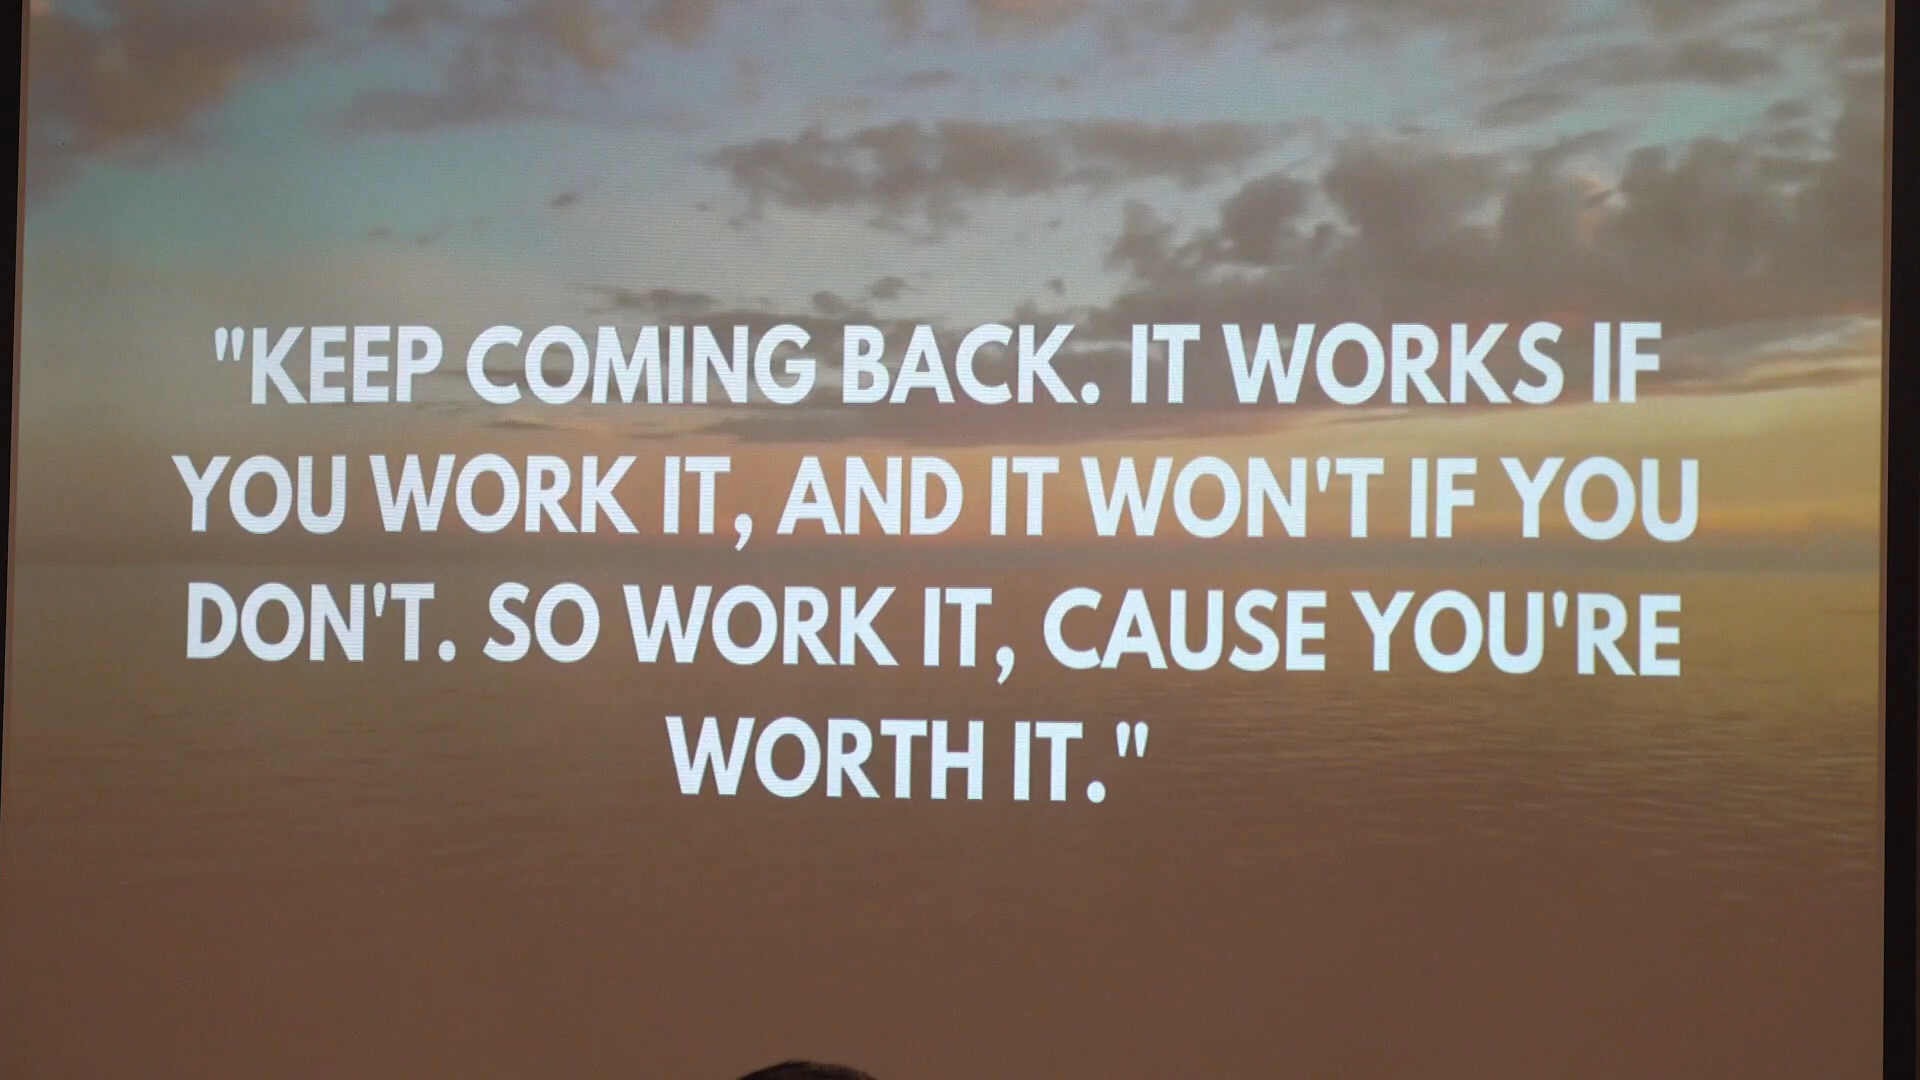 "KEEP COMING BACK. IT WORKS IF
YOU WORK IT, AND IT WON'T IF YOU
DON'T. SO WORK IT, CAUSE YOU'RE
WORTH IT."